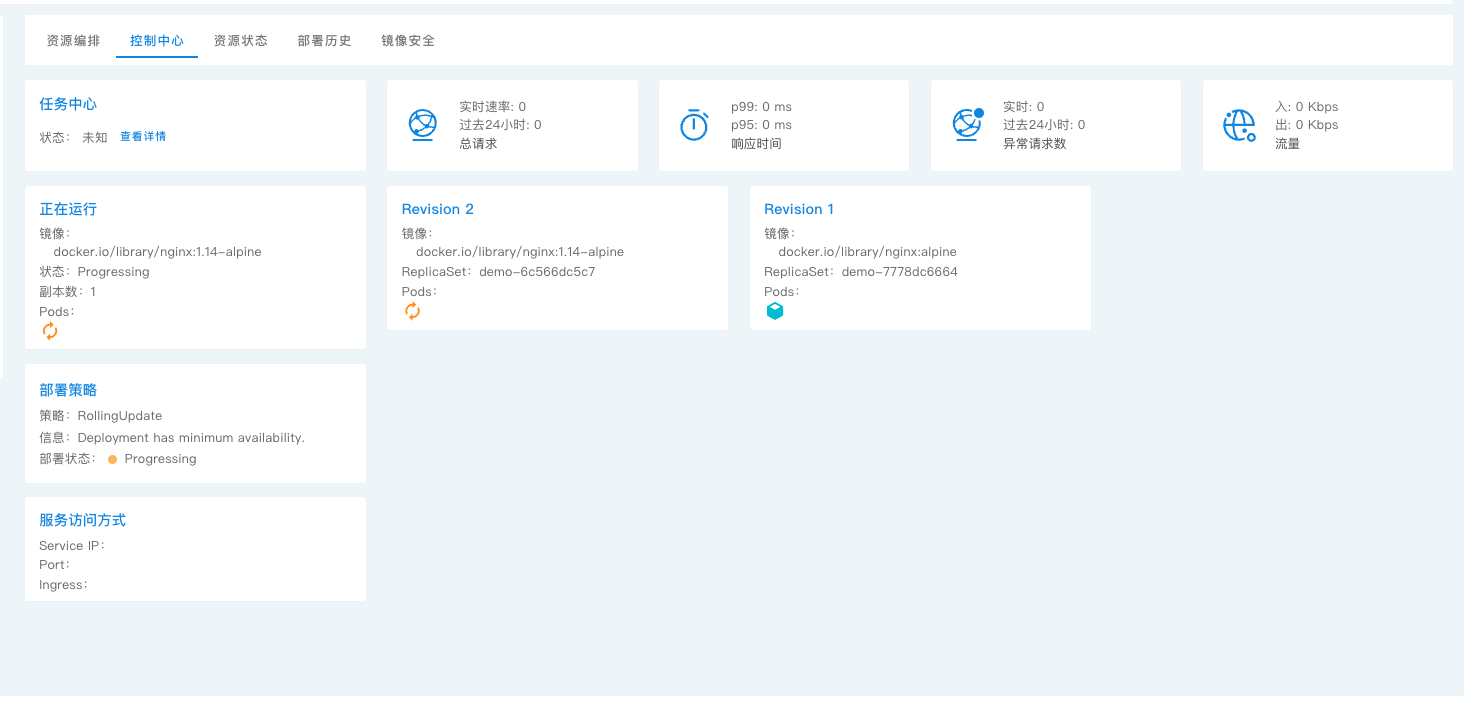 资源编排 控制中心 资源状态 部署历史 镜像安全
任务中心
状态： 未知 查看详情
实时速率: 0
过去24小时: 0
总请求
p99: 0 ms
p95: 0 ms
响应时间
实时: 0
过去24小时: 0
异常请求数
入: 0 Kbps
出: 0 Kbps
流量
正在运行
镜像：
docker.io/library/nginx:1.14-alpine
状态：Progressing
副本数：1
Pods：
Revision 2
镜像：
docker.io/library/nginx:1.14-alpine
ReplicaSet：demo-6c566dc5c7
Pods：
Revision 1
镜像：
docker.io/library/nginx:alpine
ReplicaSet：demo-7778dc6664
Pods：
部署策略
策略：RollingUpdate
信息：Deployment has minimum availability.
部署状态： Progressing
服务访问方式
Service IP：
Port：
Ingress：